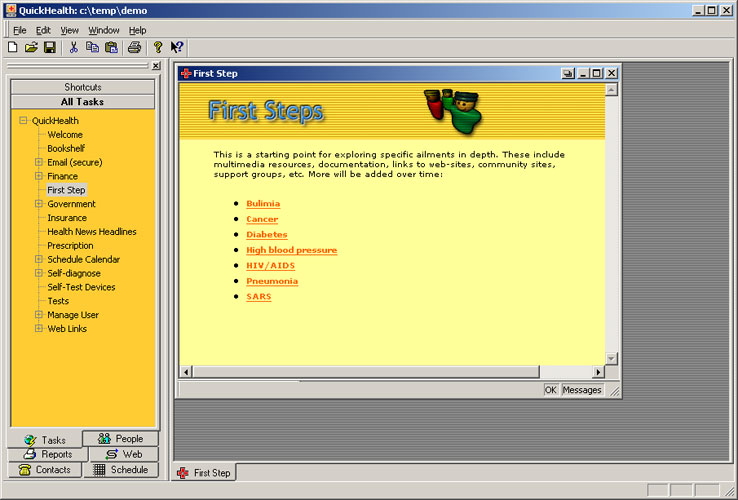 QuickHealth: c:\temp\demo
File Edit View Window Help
Shortcuts
All Tasks
QuickHealth
Welcome
Bookshelf
Email (secure)
Finance
First Step
Government
Insurance
Health News Headlines
Prescription
Schedule Calendar
Self-diagnose
Self-Test Devices
Tests
Manage User
Web Links
Tasks
People
Reports
Web
Contacts
Schedule
First Step
First Steps
This is a starting point for exploring specific ailments in depth. These include
multimedia resources, documentation, links to web-sites, community sites,
support groups, etc. More will be added over time:
Bulimia
Cancer
Diabetes
High blood pressure
HIV/AIDS
Pneumonia
SARS
OK Messages
First Step